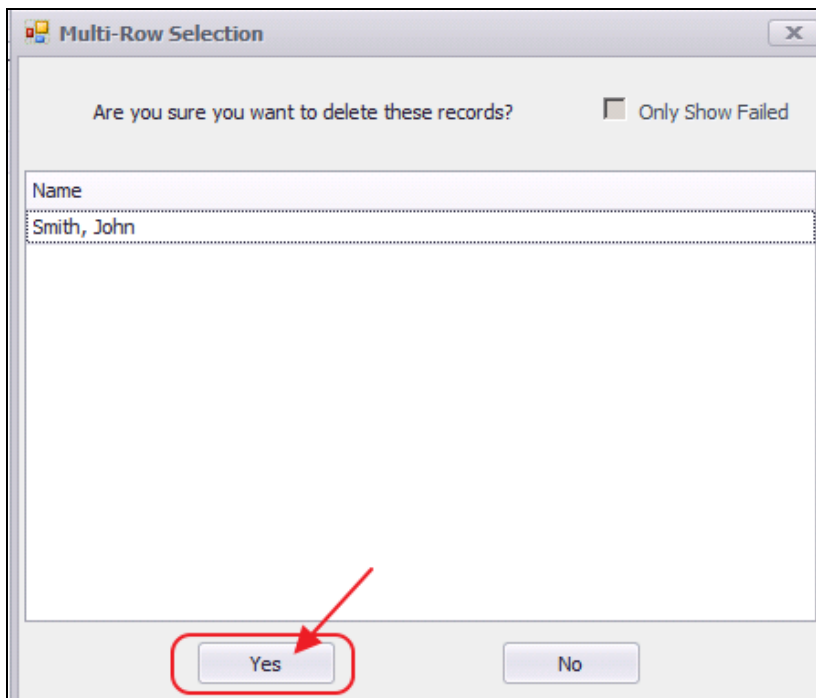 Multi-Row Selection
Are you sure you want to delete these records? Only Show Failed
Name
Smith, John
Yes No